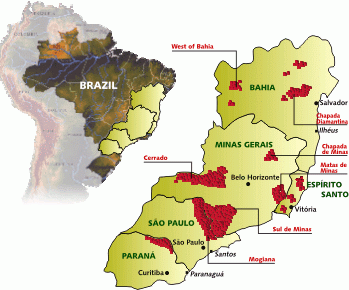 BRAZIL
West of Bahia
BAHIA
Salvador
Chapada
Diamantina
Ilhéus
MINAS GERAIS
Chapada
de Minas
Cerrado
Matas de
Minas
Belo Horizonte
ESPÍRITO
SANTO
Vitória
SÃO PAULO
Sul de Minas
São Paulo
Santos
Mogiana
PARANÁ
Curitiba
Paranaguá